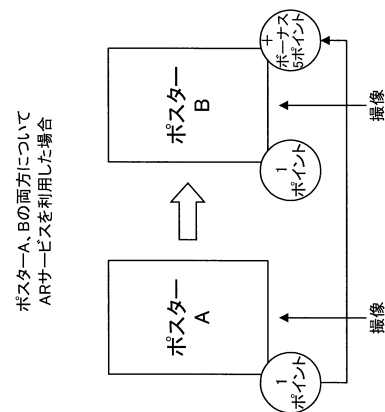 ポスターA、Bの両方について
ARサービスを利用した場合
ポスター
A
1
ポイント
撮像
ポスター
B
1
ポイント
+
ボーナス
5ポイント
撮像